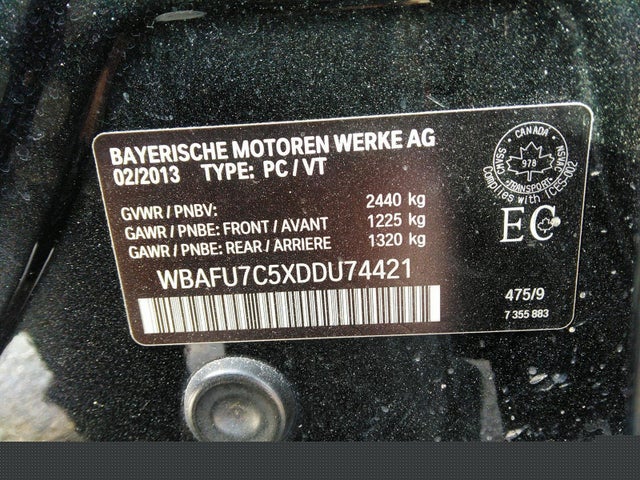 BAYERISCHE MOTOREN WERKE AG
02/2013 TYPE: PC / VT
GVWR / PNBV: 2440 kg
GAWR / PNBE: FRONT / AVANT 1225 kg
GAWR / PNBE: REAR / ARRIERE 1320 kg
WBAFU7C5XDDU74421
CANADA
CMVSS
NSVAC
978
TRANSPORT
Complies with ICES-002
EC
475/9
7 355 883